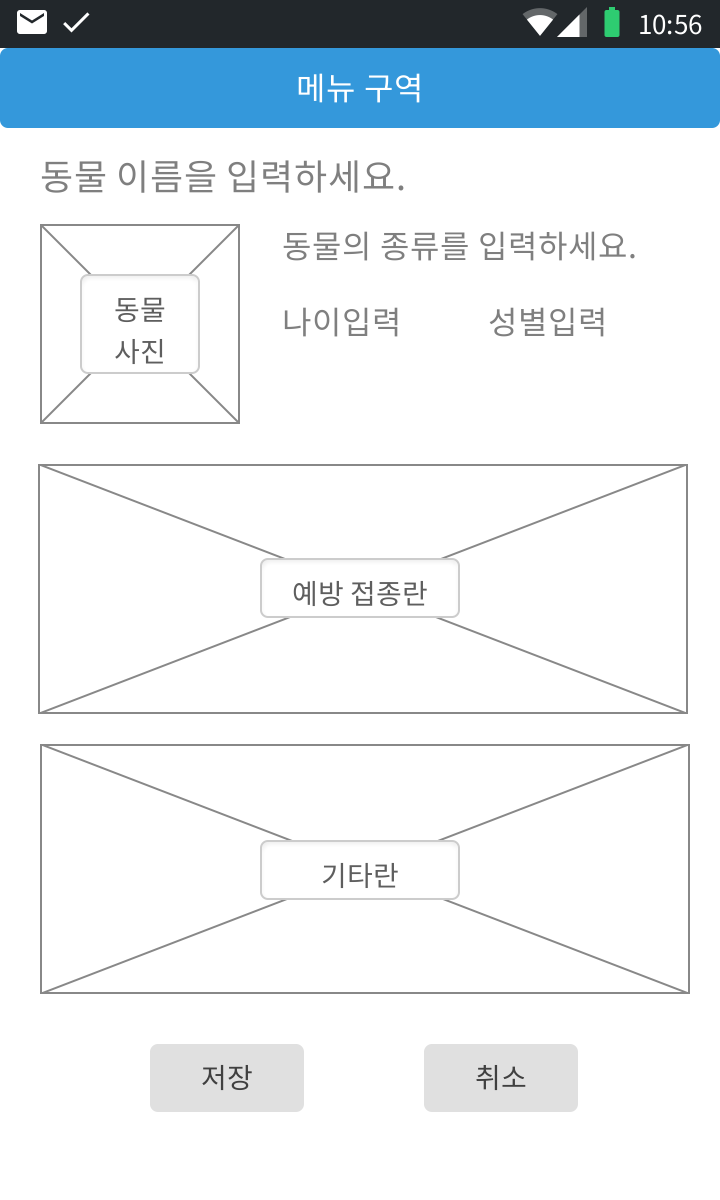 10:56
메뉴 구역
동물 이름을 입력하세요.
동물의 종류를 입력하세요.
나이입력 성별입력
동물
사진
예방 접종란
기타란
저장 취소